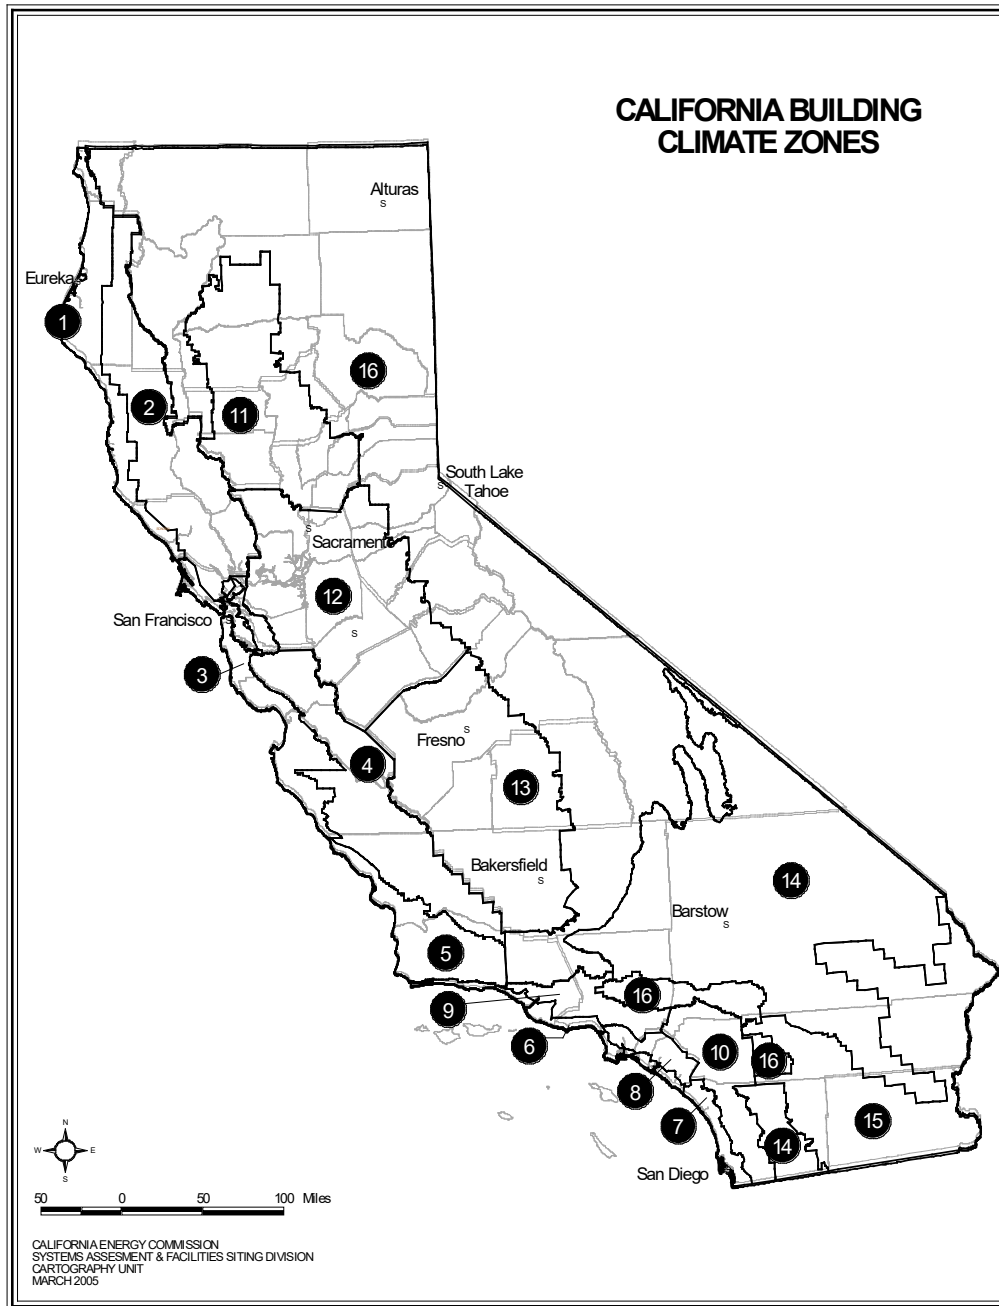 CALIFORNIA BUILDING
CLIMATE ZONES
Alturas
S
Eureka
1
16
2
11
South Lake
S
Tahoe
S
Sacramento
12
San Francisco
S
S
3
Fresno
S
4
13
Bakersfield
S
14
Barstow
S
5
16
9
6
10
16
8
7
15
14
San Diego
N
W
E
S
50
0
50
100 Miles
CALIFORNIA ENERGY COMMISSION
SYSTEMS ASSESMENT & FACILITIES SITING DIVISION
CARTOGRAPHY UNIT
MARCH 2005